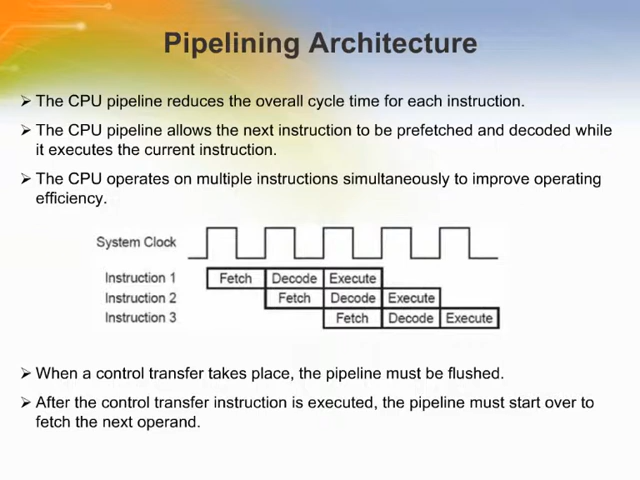 Pipelining Architecture
➢ The CPU pipeline reduces the overall cycle time for each instruction.
➢ The CPU pipeline allows the next instruction to be prefetched and decoded while
it executes the current instruction.
➢ The CPU operates on multiple instructions simultaneously to improve operating
efficiency.
System Clock
Instruction 1 Fetch Decode Execute
Instruction 2 Fetch Decode Execute
Instruction 3 Fetch Decode Execute
➢ When a control transfer takes place, the pipeline must be flushed.
➢ After the control transfer instruction is executed, the pipeline must start over to
fetch the next operand.